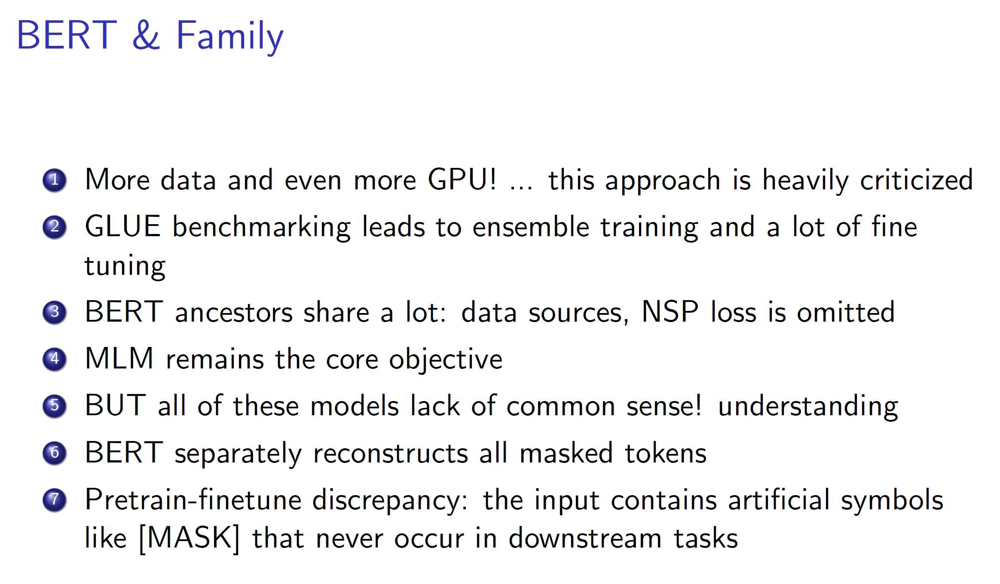 BERT & Family
1 More data and even more GPU! ... this approach is heavily criticized
2 GLUE benchmarking leads to ensemble training and a lot of fine
tuning
3 BERT ancestors share a lot: data sources, NSP loss is omitted
4 MLM remains the core objective
5 BUT all of these models lack of common sense! understanding
6 BERT separately reconstructs all masked tokens
7 Pretrain-finetune discrepancy: the input contains artificial symbols
like [MASK] that never occur in downstream tasks